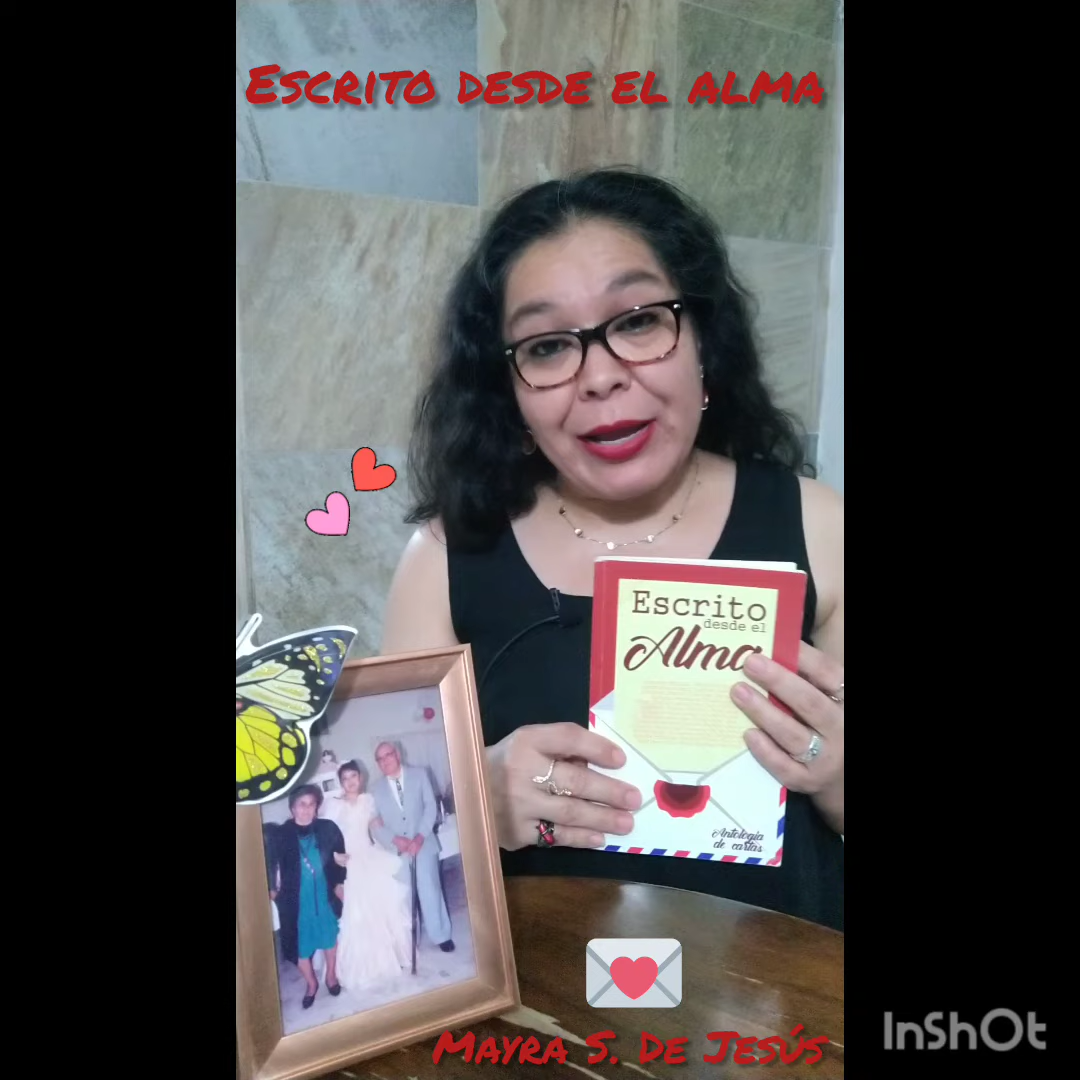 Escrito desde el alma
Escrito
desde el
Alma
Antología
de cartas
Mayra S. De Jesús
InShOt